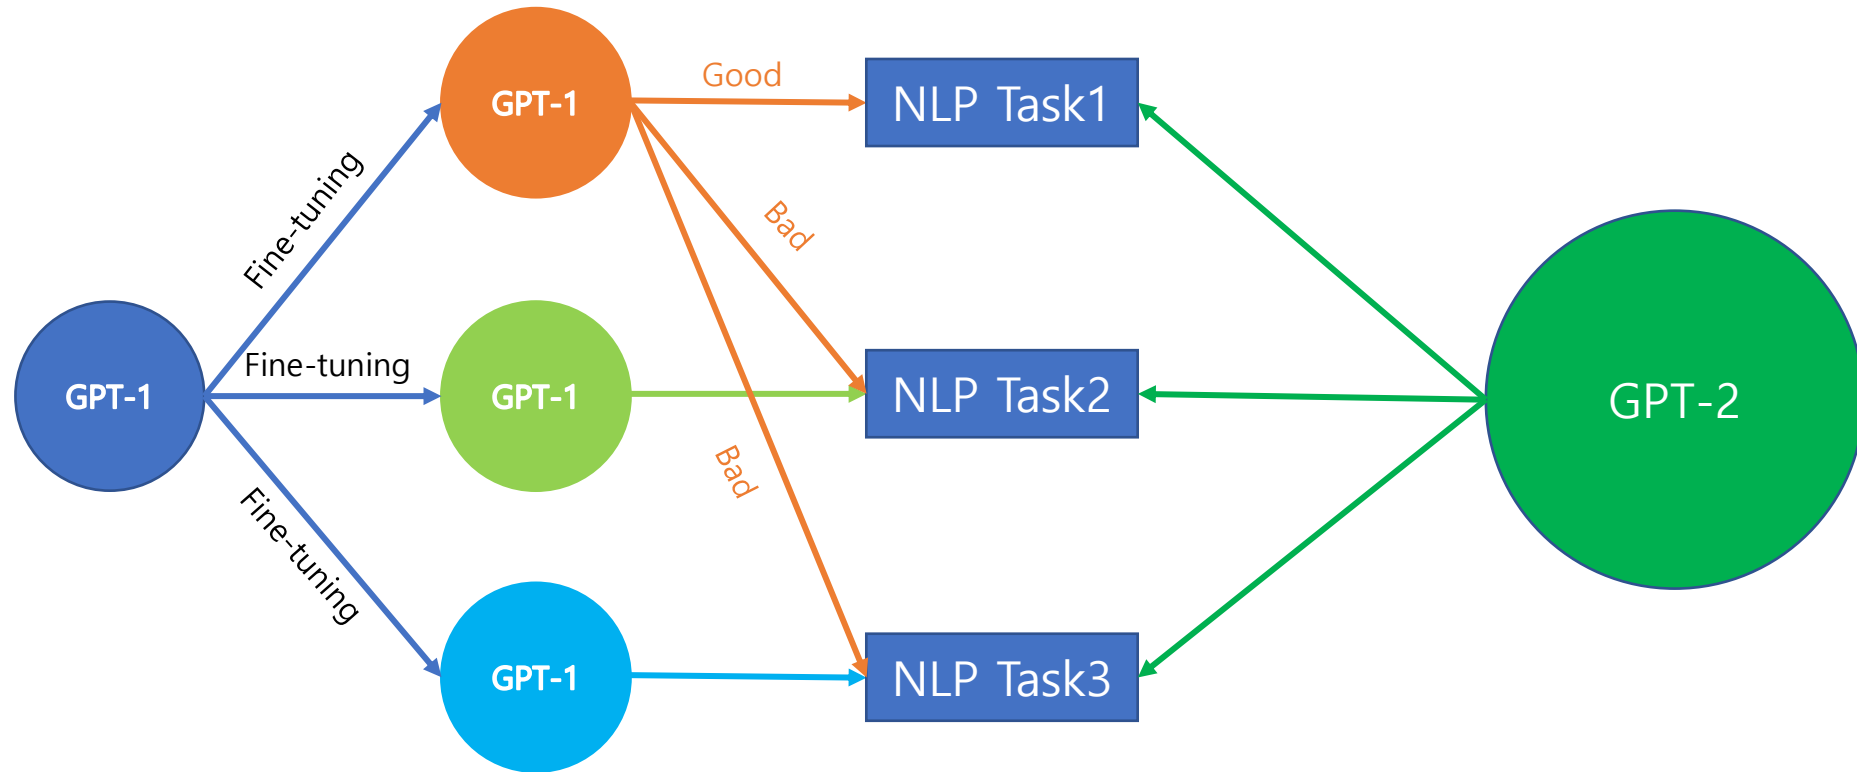 GPT-1
Fine-tuning
Fine-tuning
Fine-tuning
GPT-1
GPT-1
GPT-1
Good
Bad
Bad
NLP Task1
NLP Task2
NLP Task3
GPT-2